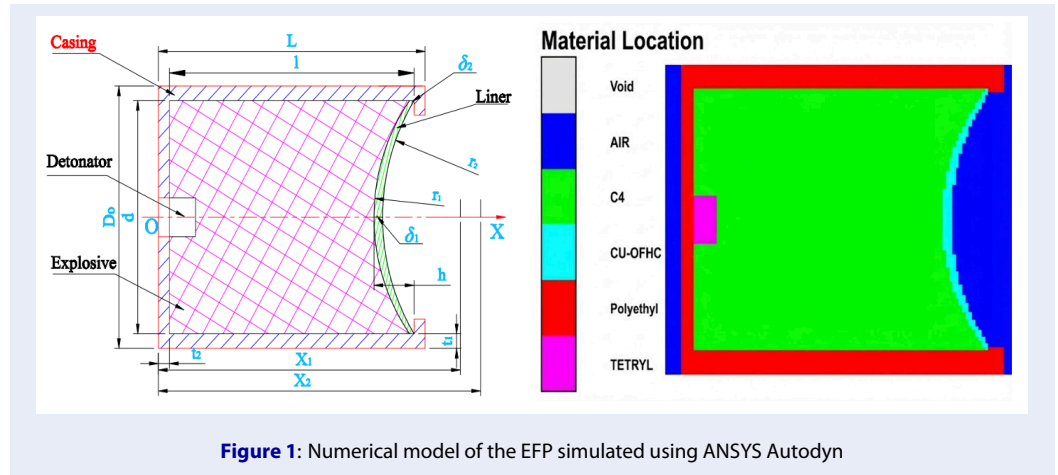 Casing
L
l
δ2
Liner
Detonator
r2
r1
Do
d
O
X
δ1
Explosive
h
t2
t1
X1
X2
Material Location
Void
AIR
C4
CU-OFHC
Polyethyl
TETRYL
Figure 1: Numerical model of the EFP simulated using ANSYS Autodyn